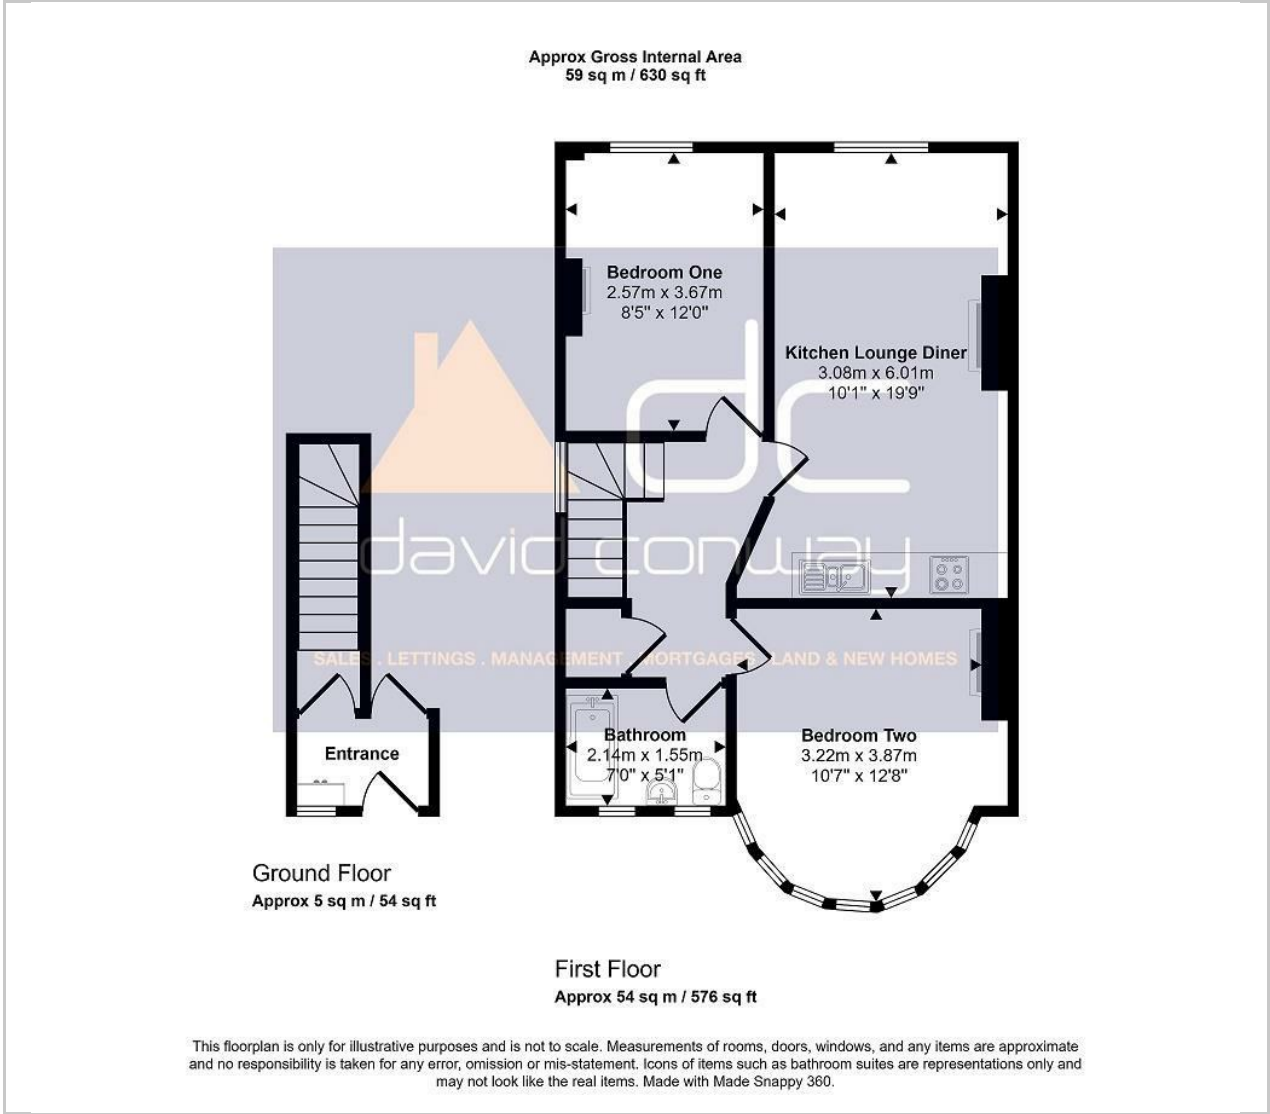 Approx Gross Internal Area
59 sq m / 630 sq ft
Bedroom One
2.57m x 3.67m
8'5" x 12'0"
Kitchen Lounge Diner
3.08m x 6.01m
10'1" x 19'9"
dc
david conway
SALES . LETTINGS . MANAGEMENT . MORTGAGES . LAND & NEW HOMES
Entrance
Bathroom
2.14m x 1.55m
7'0" x 5'1"
Bedroom Two
3.22m x 3.87m
10'7" x 12'8"
Ground Floor
Approx 5 sq m / 54 sq ft
First Floor
Approx 54 sq m / 576 sq ft
This floorplan is only for illustrative purposes and is not to scale. Measurements of rooms, doors, windows, and any items are approximate
and no responsibility is taken for any error, omission or mis-statement. Icons of items such as bathroom suites are representations only and
may not look like the real items. Made with Made Snappy 360.